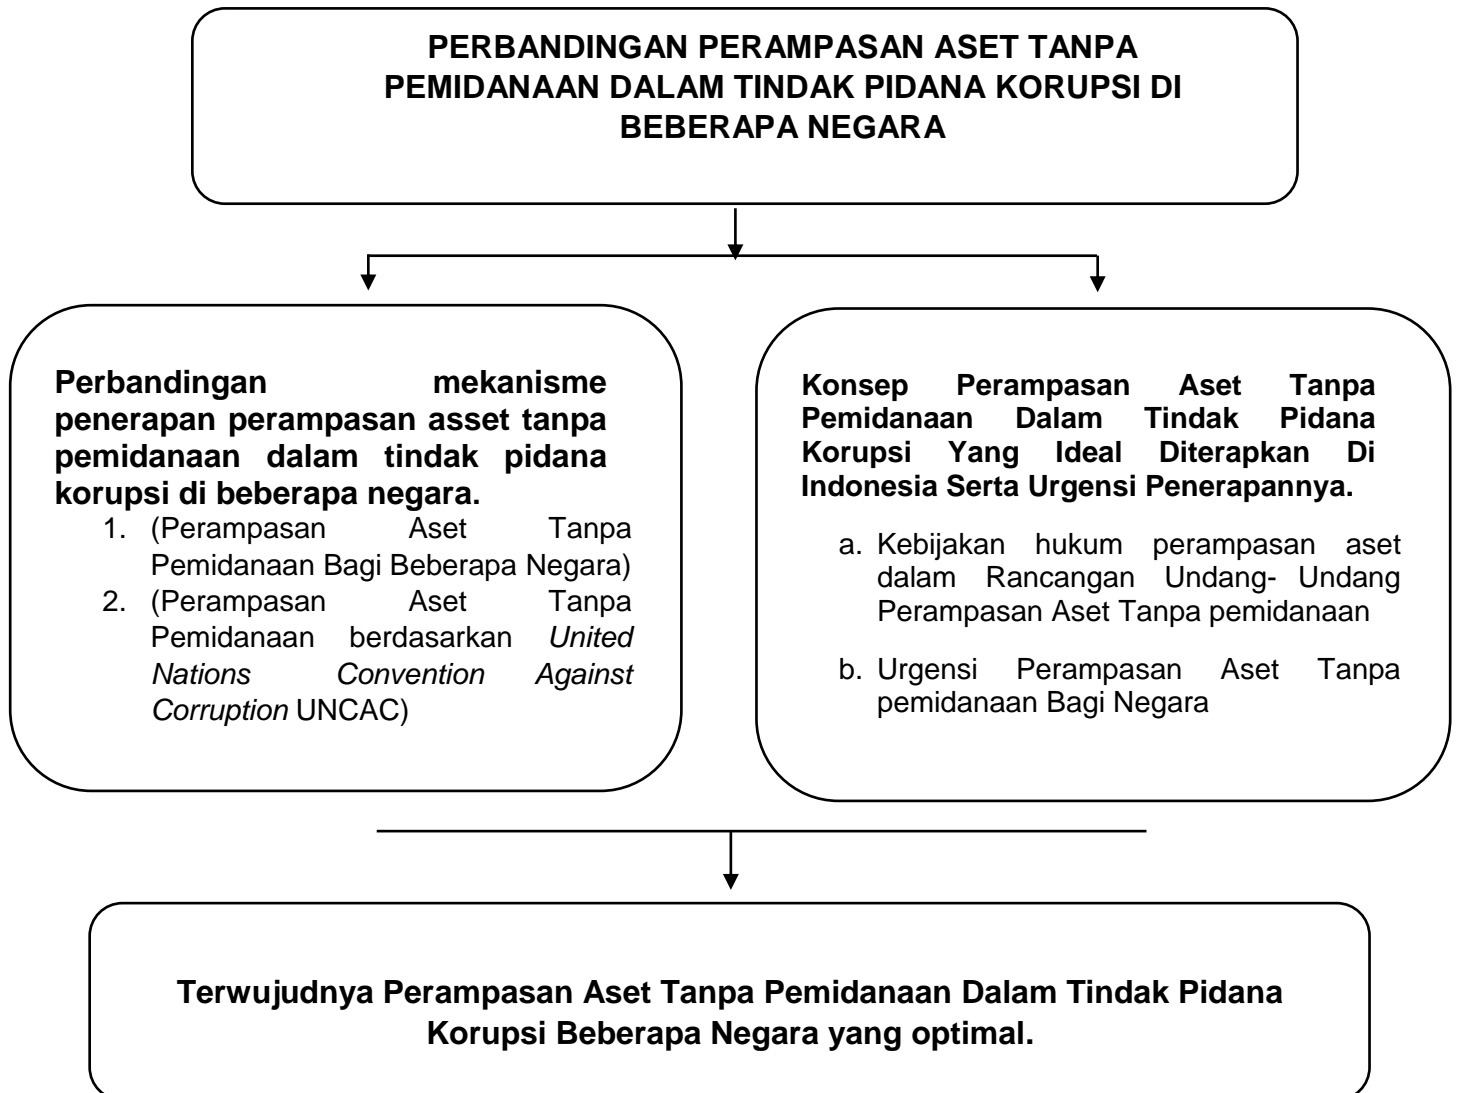 PERBANDINGAN PERAMPASAN ASET TANPA
PEMIDANAAN DALAM TINDAK PIDANA KORUPSI DI
BEBERAPA NEGARA
Perbandingan mekanisme
penerapan perampasan asset tanpa
pemidanaan dalam tindak pidana
korupsi di beberapa negara.
1. (Perampasan Aset Tanpa
Pemidanaan Bagi Beberapa Negara)
2. (Perampasan Aset Tanpa
Pemidanaan berdasarkan United
Nations Convention Against
Corruption UNCAC)
Konsep Perampasan Aset Tanpa
Pemidanaan Dalam Tindak Pidana
Korupsi Yang Ideal Diterapkan Di
Indonesia Serta Urgensi Penerapannya.
a. Kebijakan hukum perampasan aset
dalam Rancangan Undang- Undang
Perampasan Aset Tanpa pemidanaan
b. Urgensi Perampasan Aset Tanpa
pemidanaan Bagi Negara
Terwujudnya Perampasan Aset Tanpa Pemidanaan Dalam Tindak Pidana
Korupsi Beberapa Negara yang optimal.